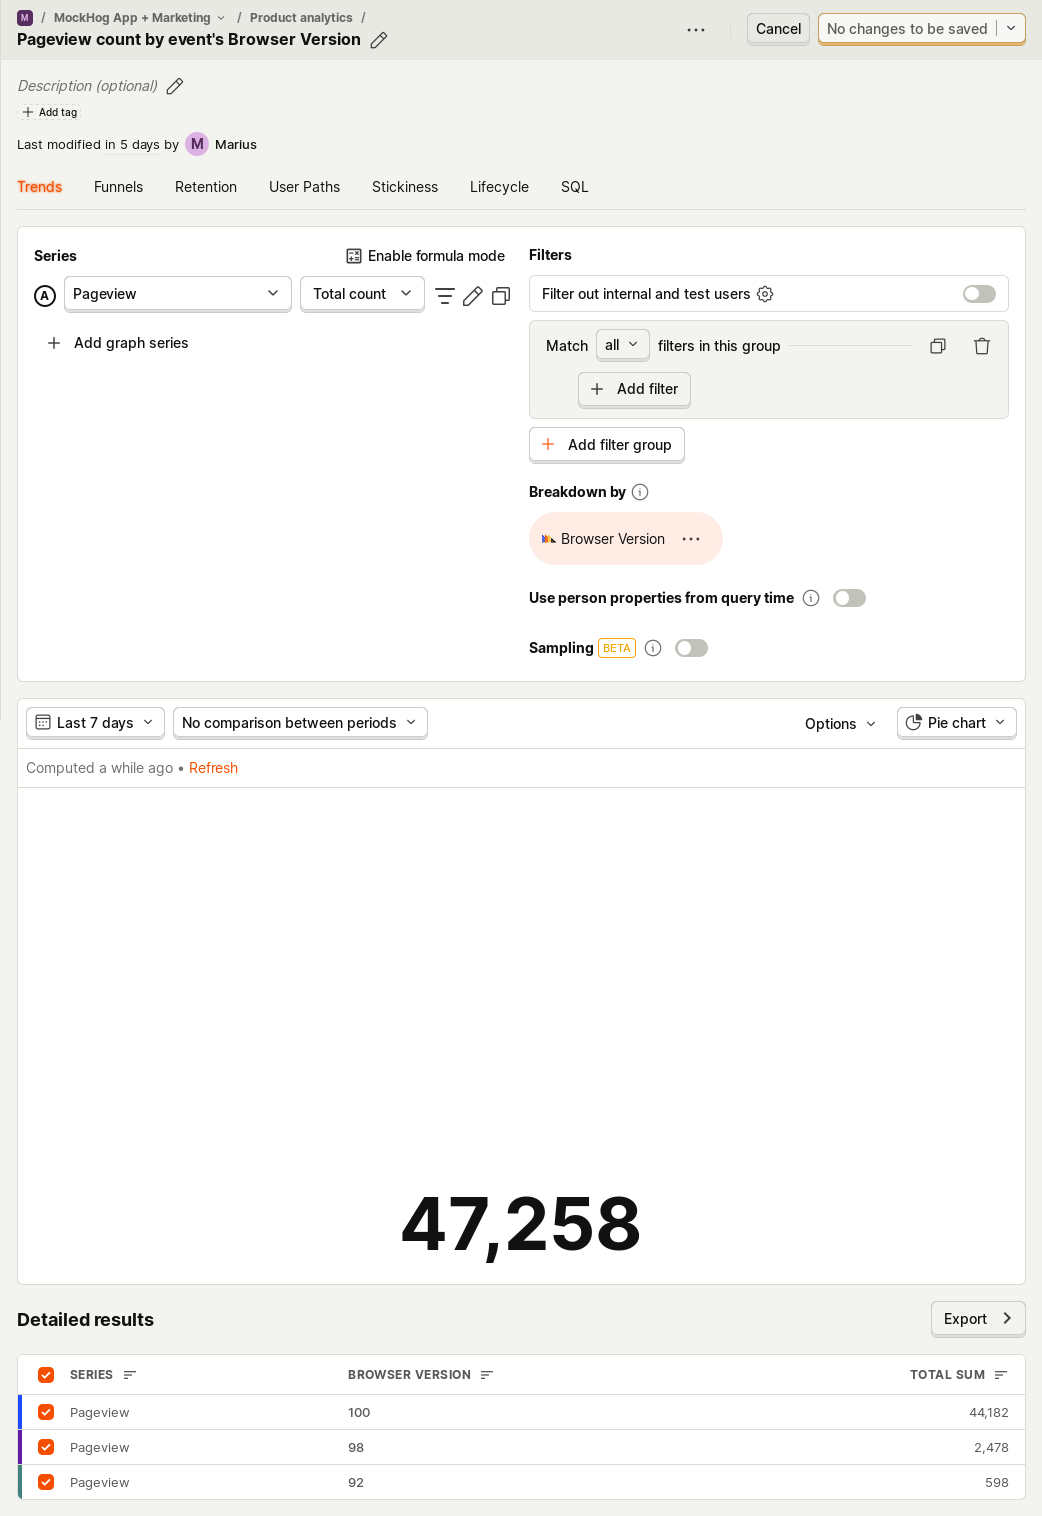 M / MockHog App + Marketing / Product analytics /
Pageview count by event's Browser Version
Cancel
No changes to be saved
Description (optional)
Add tag
Last modified in 5 days by M Marius
Trends Funnels Retention User Paths Stickiness Lifecycle SQL
Series
Enable formula mode
A Pageview Total count
Add graph series
Filters
Filter out internal and test users
Match all filters in this group
Add filter
Add filter group
Breakdown by
Browser Version
Use person properties from query time
Sampling BETA
Last 7 days No comparison between periods Options Pie chart
Computed a while ago • Refresh
47,258
Detailed results
Export
SERIES BROWSER VERSION TOTAL SUM
Pageview 100 44,182
Pageview 98 2,478
Pageview 92 598